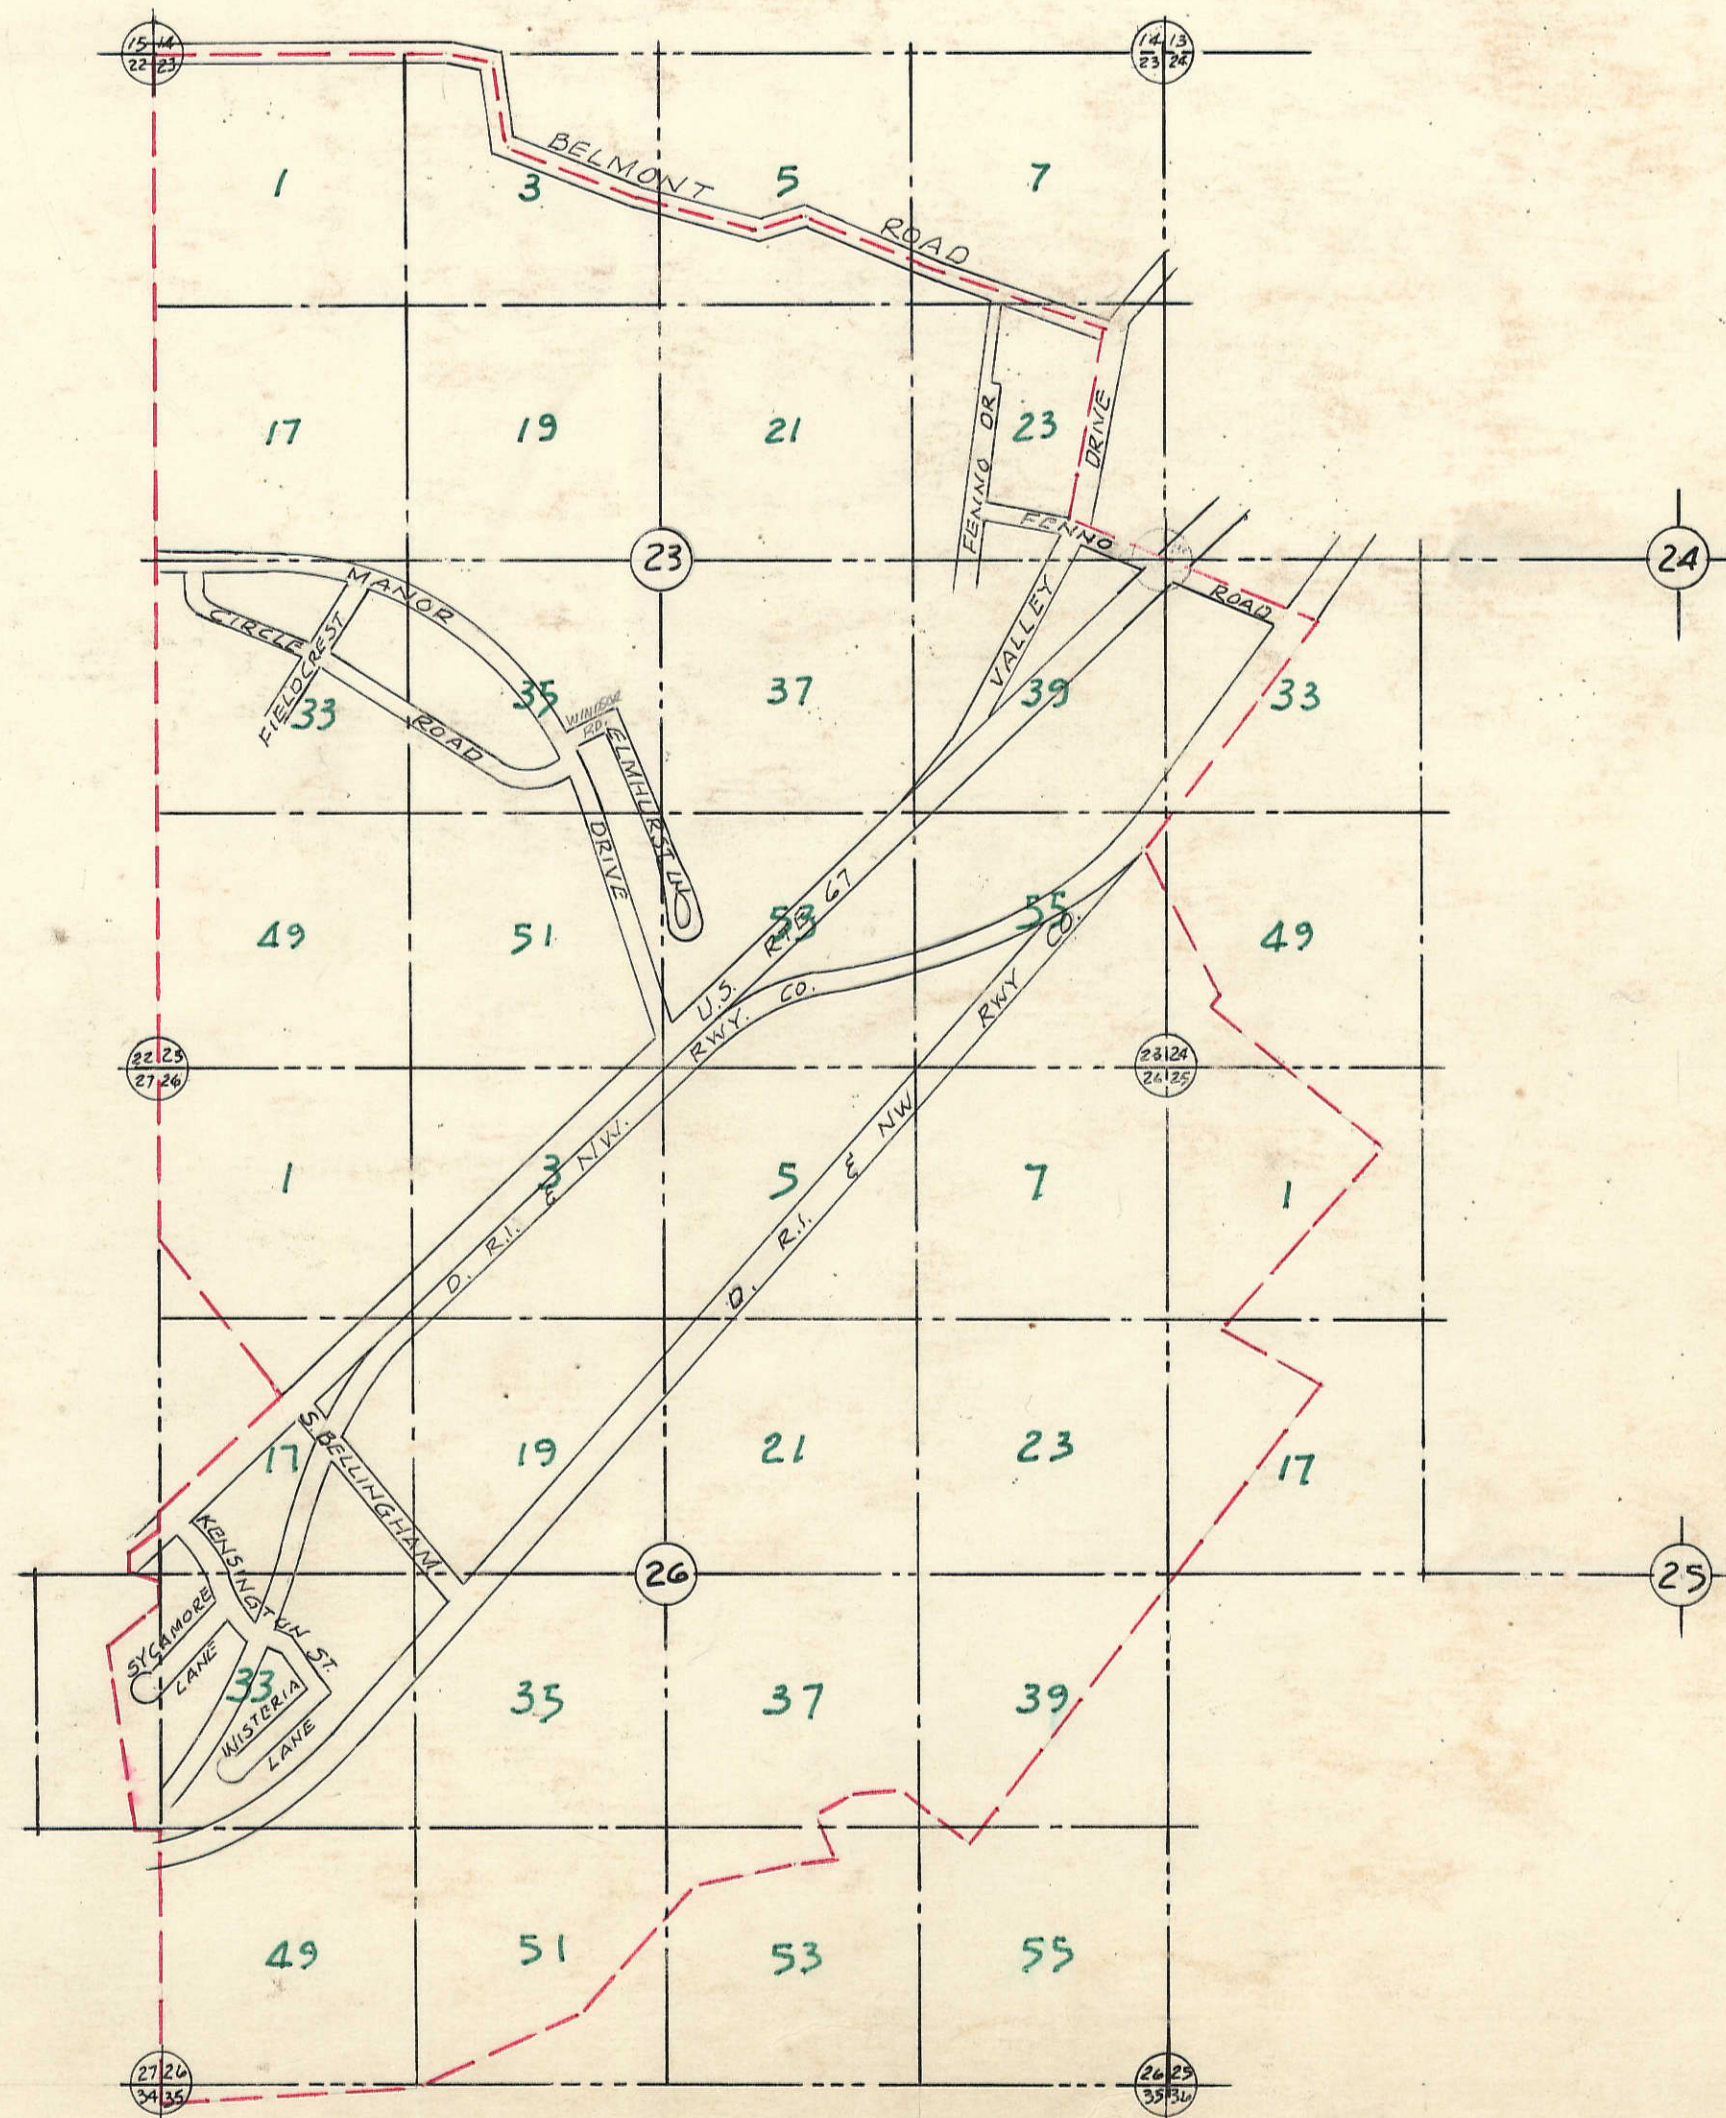 15 14
22 23
14 13
23 24
BELMONT ROAD
1
3
5
7
17
19
21
23
FENNO DR
DRIVE
FENNO ROAD
VALLEY
23
24
MANOR
CIRCLE ROAD
FIELDCREST
WINDSOR RD.
ELMHURST LN
DRIVE
33
35
37
39
33
U.S. RTE 67
49
51
53
55
49
22 23
27 26
23 24
26 25
D. R.I. & N.W. RWY. CO.
D. R.I. & NW RWY CO.
1
3
5
7
1
S. BELLINGHAM
17
19
21
23
17
26
25
KENSINGTON ST.
SYCAMORE LANE
WISTERIA LANE
33
35
37
39
49
51
53
55
27 26
34 35
26 25
35 36